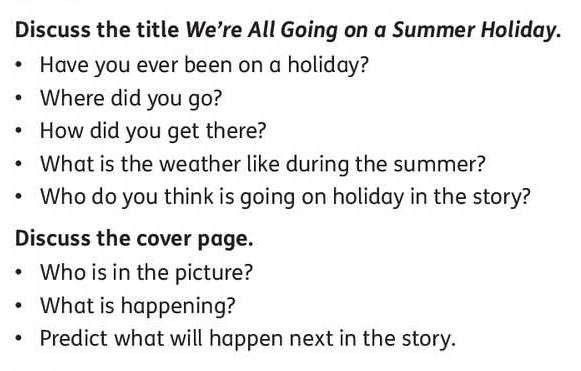 Discuss the title We're All Going on a Summer Holiday.
• Have you ever been on a holiday?
• Where did you go?
• How did you get there?
• What is the weather like during the summer?
• Who do you think is going on holiday in the story?
Discuss the cover page.
• Who is in the picture?
• What is happening?
• Predict what will happen next in the story.